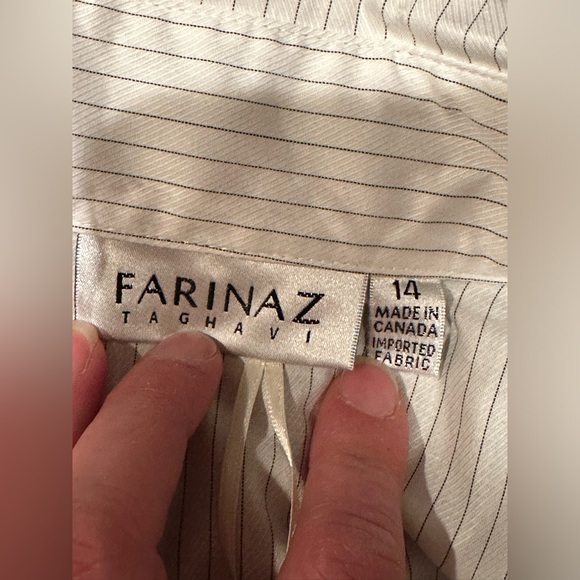 FARINAZ
TAGHAVI
14
MADE IN
CANADA
IMPORTED
FABRIC